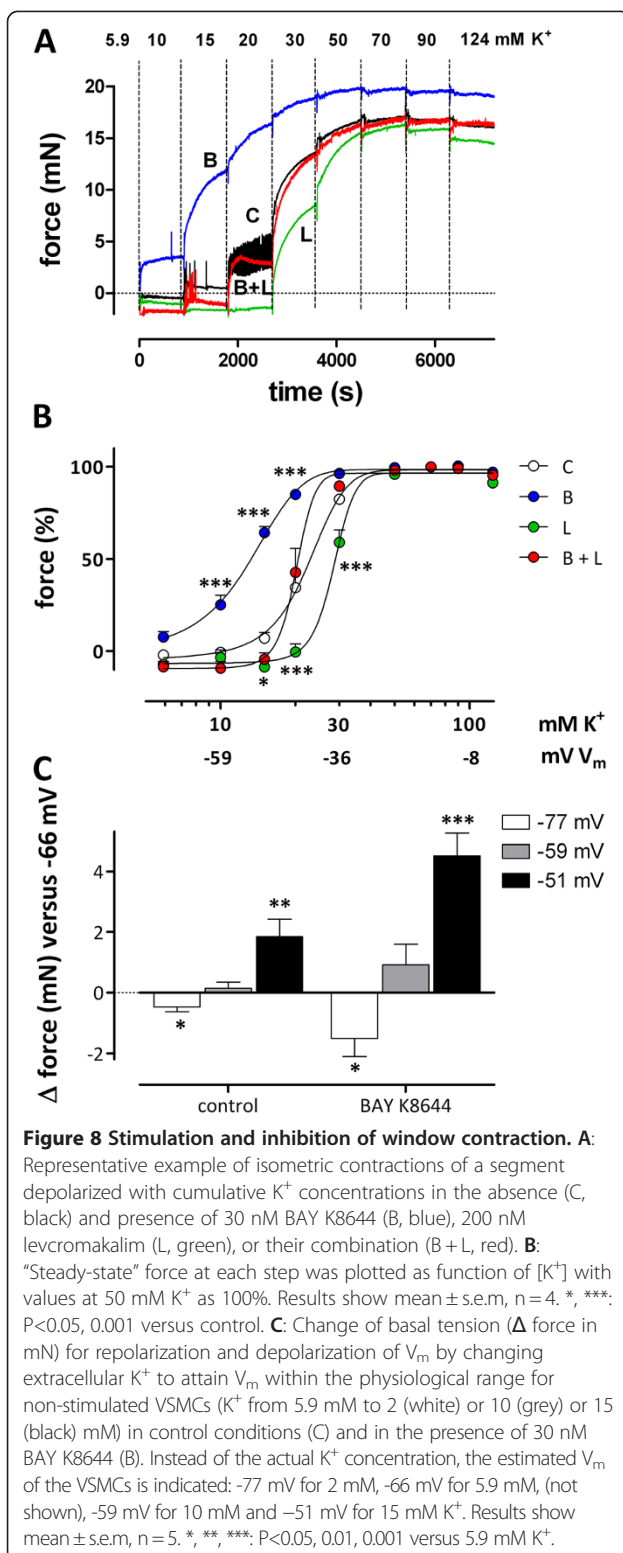 A
5.9 10 15 20 30 50 70 90 124 mM K⁺
20
15
10
5
0
force (mN)
B
C
L
B+L
0 2000 4000 6000
time (s)
B
100
50
0
force (%)
***
***
***
***
***
*
C
B
L
B + L
10 30 100 mM K⁺
-59 -36 -8 mV Vₘ
C
4
2
0
-2
Δ force (mN) versus -66 mV
-77 mV
-59 mV
-51 mV
***
**
*
*
control BAY K8644
Figure 8 Stimulation and inhibition of window contraction. A:
Representative example of isometric contractions of a segment
depolarized with cumulative K⁺ concentrations in the absence (C,
black) and presence of 30 nM BAY K8644 (B, blue), 200 nM
levcromakalim (L, green), or their combination (B + L, red). B:
“Steady-state” force at each step was plotted as function of [K⁺] with
values at 50 mM K⁺ as 100%. Results show mean ± s.e.m, n = 4. *, ***:
P<0.05, 0.001 versus control. C: Change of basal tension (Δ force in
mN) for repolarization and depolarization of Vₘ by changing
extracellular K⁺ to attain Vₘ within the physiological range for
non-stimulated VSMCs (K⁺ from 5.9 mM to 2 (white) or 10 (grey) or 15
(black) mM) in control conditions (C) and in the presence of 30 nM
BAY K8644 (B). Instead of the actual K⁺ concentration, the estimated Vₘ
of the VSMCs is indicated: -77 mV for 2 mM, -66 mV for 5.9 mM, (not
shown), -59 mV for 10 mM and −51 mV for 15 mM K⁺. Results show
mean ± s.e.m, n = 5. *, **, ***: P<0.05, 0.01, 0.001 versus 5.9 mM K⁺.